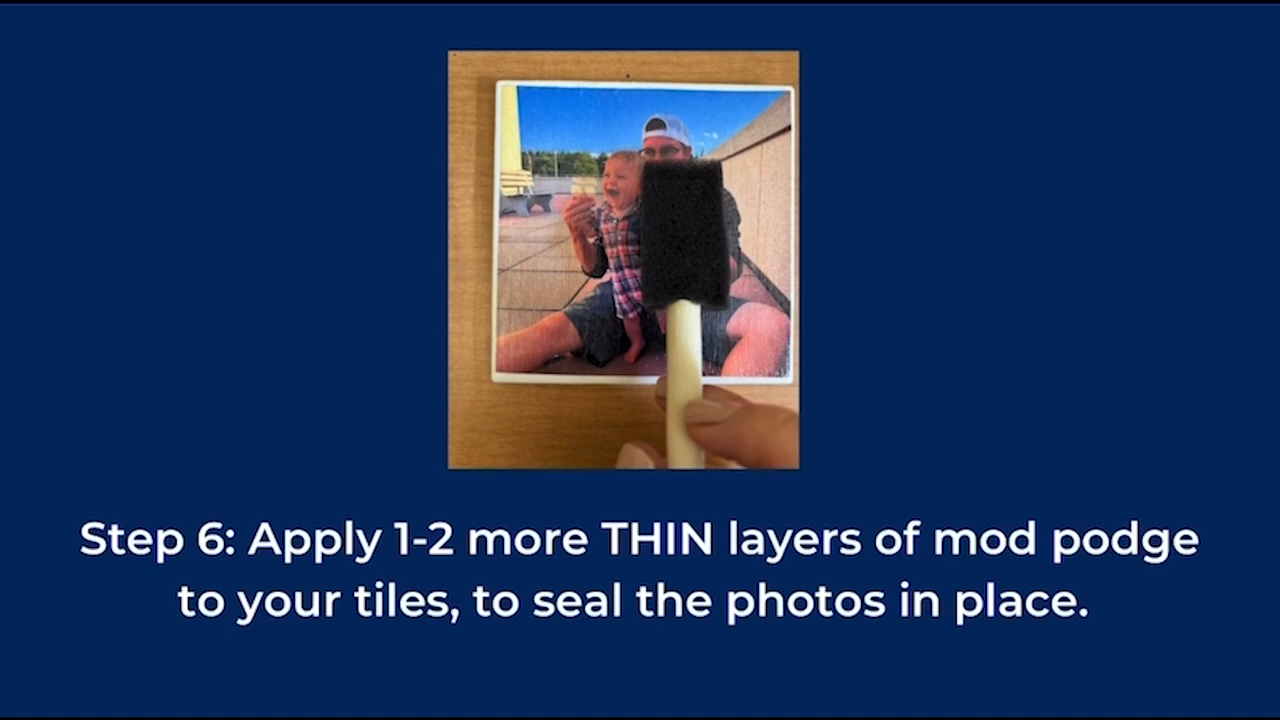 Step 6: Apply 1-2 more THIN layers of mod podge
to your tiles, to seal the photos in place.